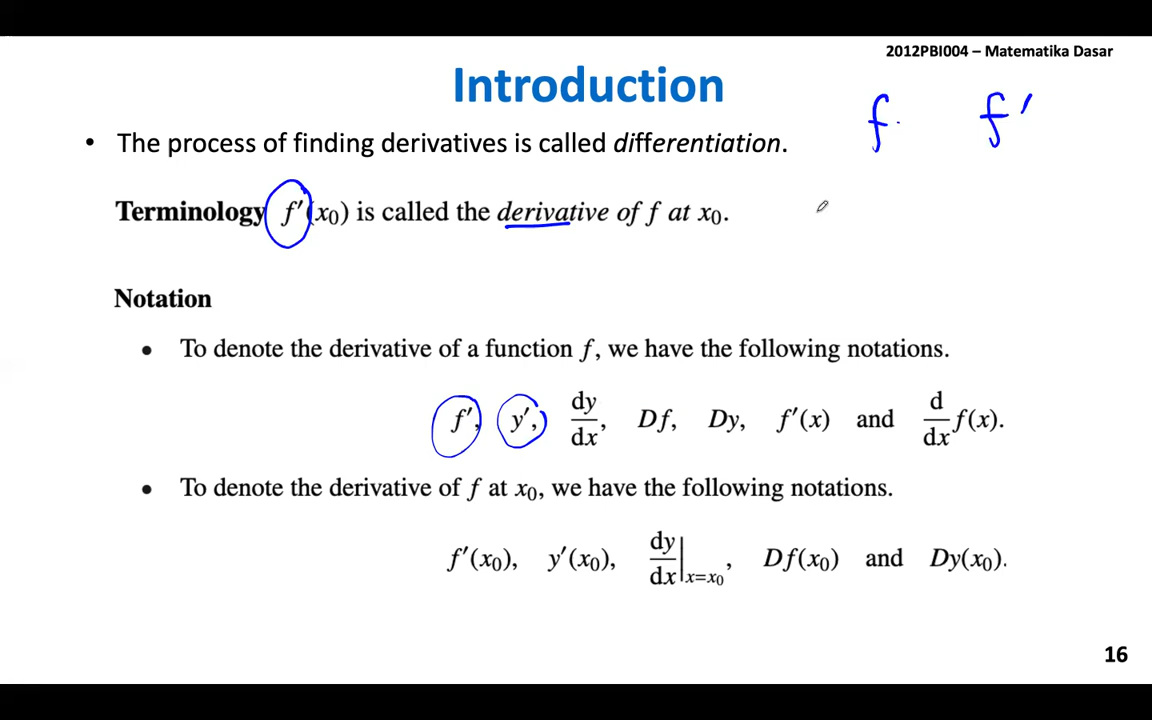 2012PBI004 – Matematika Dasar
Introduction
f. f'
• The process of finding derivatives is called differentiation.
Terminology f'(x₀) is called the derivative of f at x₀.
Notation
• To denote the derivative of a function f, we have the following notations.
f', y', dy/dx, Df, Dy, f'(x) and d/dx f(x).
• To denote the derivative of f at x₀, we have the following notations.
f'(x₀), y'(x₀), dy/dx|x=x₀, Df(x₀) and Dy(x₀).
16